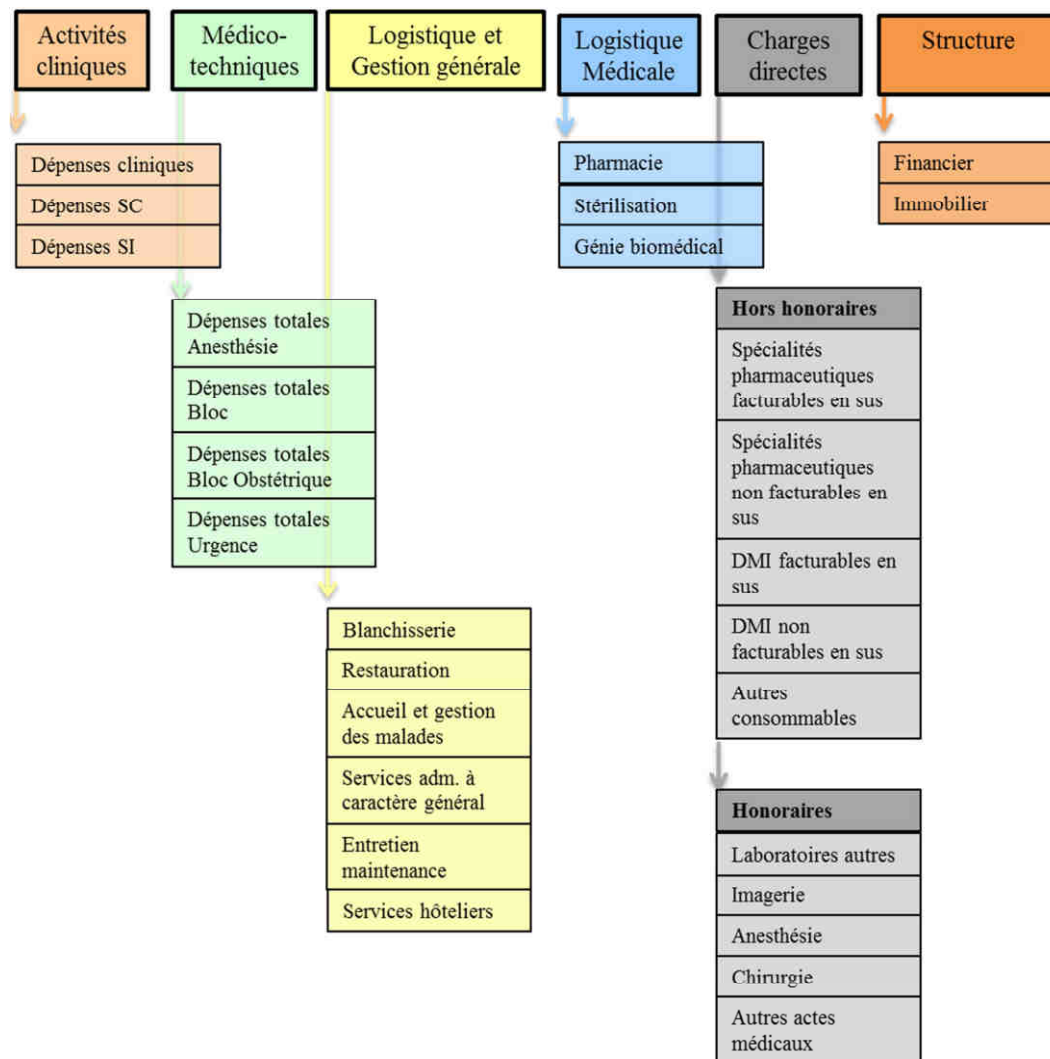 Activités
cliniques
Médico-
techniques
Logistique et
Gestion générale
Logistique
Médicale
Charges
directes
Structure
Dépenses cliniques
Dépenses SC
Dépenses SI
Dépenses totales
Anesthésie
Dépenses totales
Bloc
Dépenses totales
Bloc Obstétrique
Dépenses totales
Urgence
Blanchisserie
Restauration
Accueil et gestion
des malades
Services adm. à
caractère général
Entretien
maintenance
Services hôteliers
Pharmacie
Stérilisation
Génie biomédical
Hors honoraires
Spécialités
pharmaceutiques
facturables en sus
Spécialités
pharmaceutiques
non facturables en
sus
DMI facturables en
sus
DMI non
facturables en sus
Autres
consommables
Honoraires
Laboratoires autres
Imagerie
Anesthésie
Chirurgie
Autres actes
médicaux
Financier
Immobilier